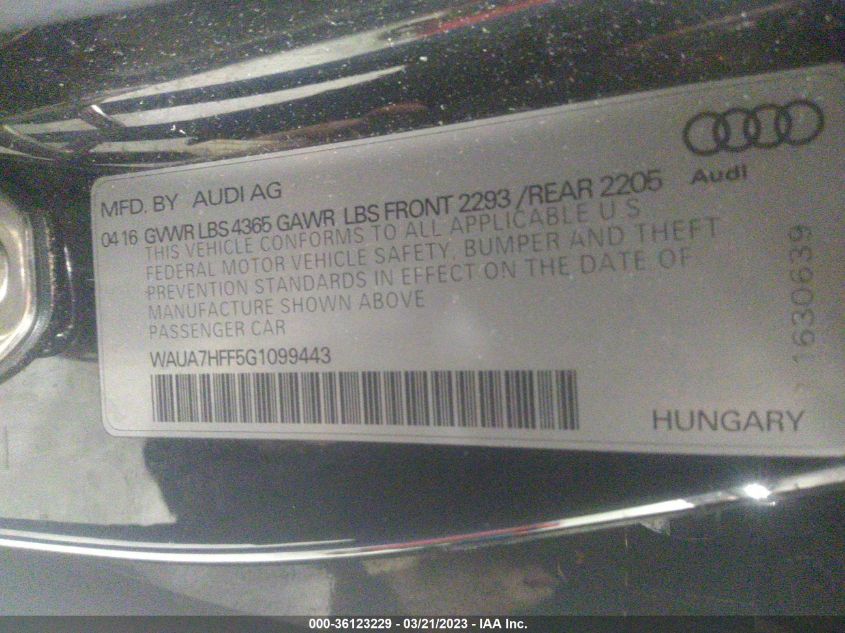 Audi
MFD. BY AUDI AG
04 16 GVWR LBS 4365 GAWR LBS FRONT 2293 /REAR 2205
THIS VEHICLE CONFORMS TO ALL APPLICABLE U S
FEDERAL MOTOR VEHICLE SAFETY, BUMPER AND THEFT
PREVENTION STANDARDS IN EFFECT ON THE DATE OF
MANUFACTURE SHOWN ABOVE
PASSENGER CAR
WAUA7HFF5G1099443
HUNGARY
1630639
000-36123229 - 03/21/2023 - IAA Inc.